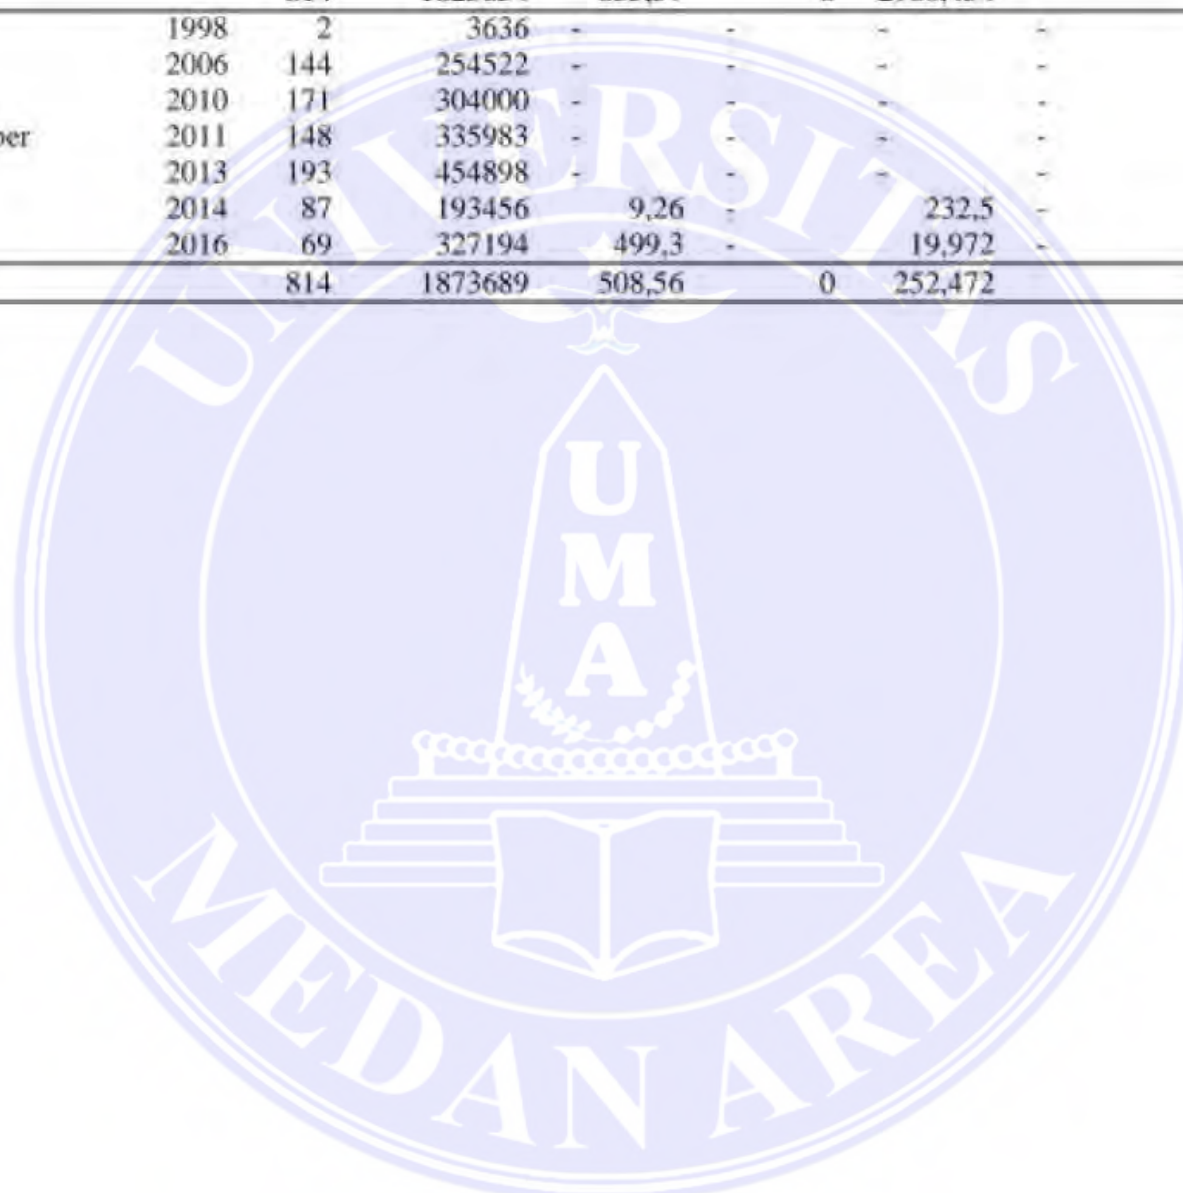 1998 2 3636 - - - -
2006 144 254522 - - - -
2010 171 304000 - - - -
ber 2011 148 335983 - - - -
2013 193 454898 - - - -
2014 87 193456 9,26 - 232,5 -
2016 69 327194 499,3 - 19,972 -
814 1873689 508,56 0 252,472
UNIVERSITAS
U
M
A
MEDAN AREA